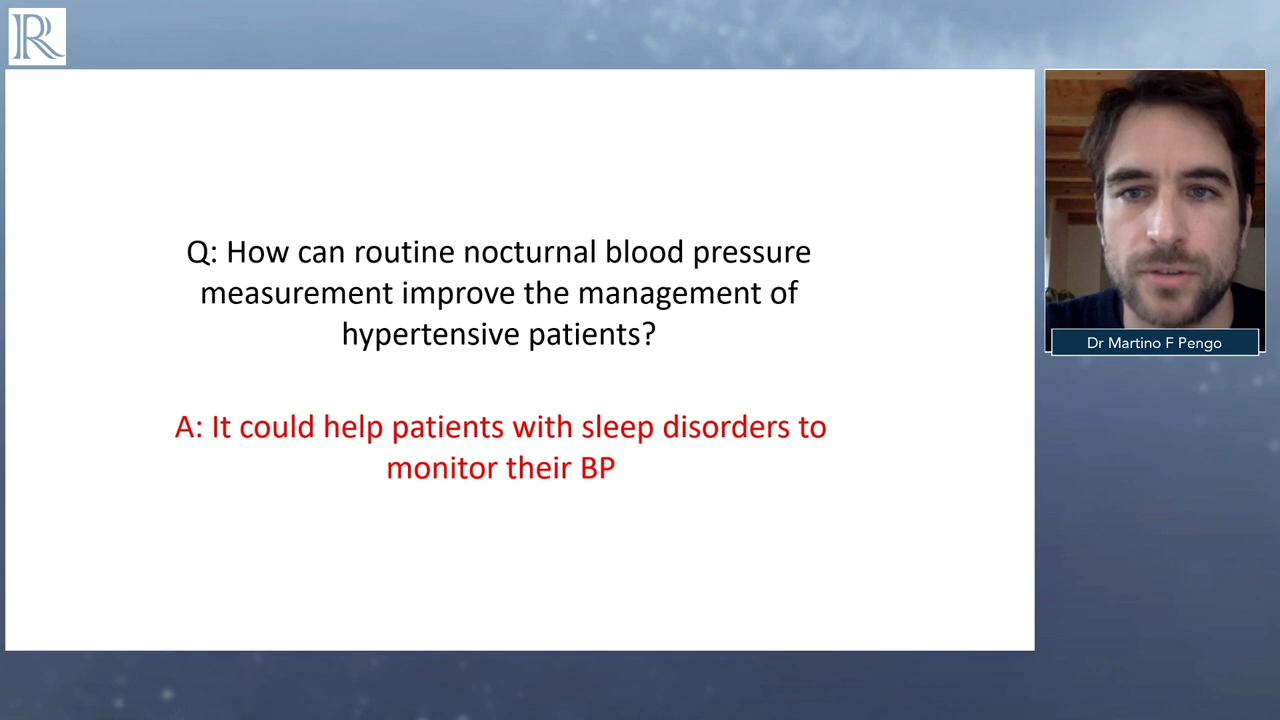 R
Q: How can routine nocturnal blood pressure
measurement improve the management of
hypertensive patients?
A: It could help patients with sleep disorders to
monitor their BP
Dr Martino F Pengo